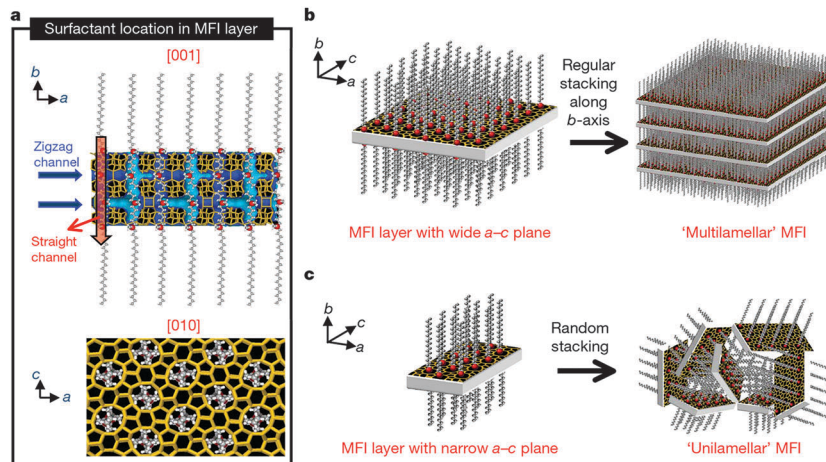 a
Surfactant location in MFI layer
[001]
b
a
Zigzag
channel
Straight
channel
[010]
c
a
b
b
c
a
Regular
stacking
along
b-axis
MFI layer with wide a–c plane
'Multilamellar' MFI
c
b
c
a
Random
stacking
MFI layer with narrow a–c plane
'Unilamellar' MFI